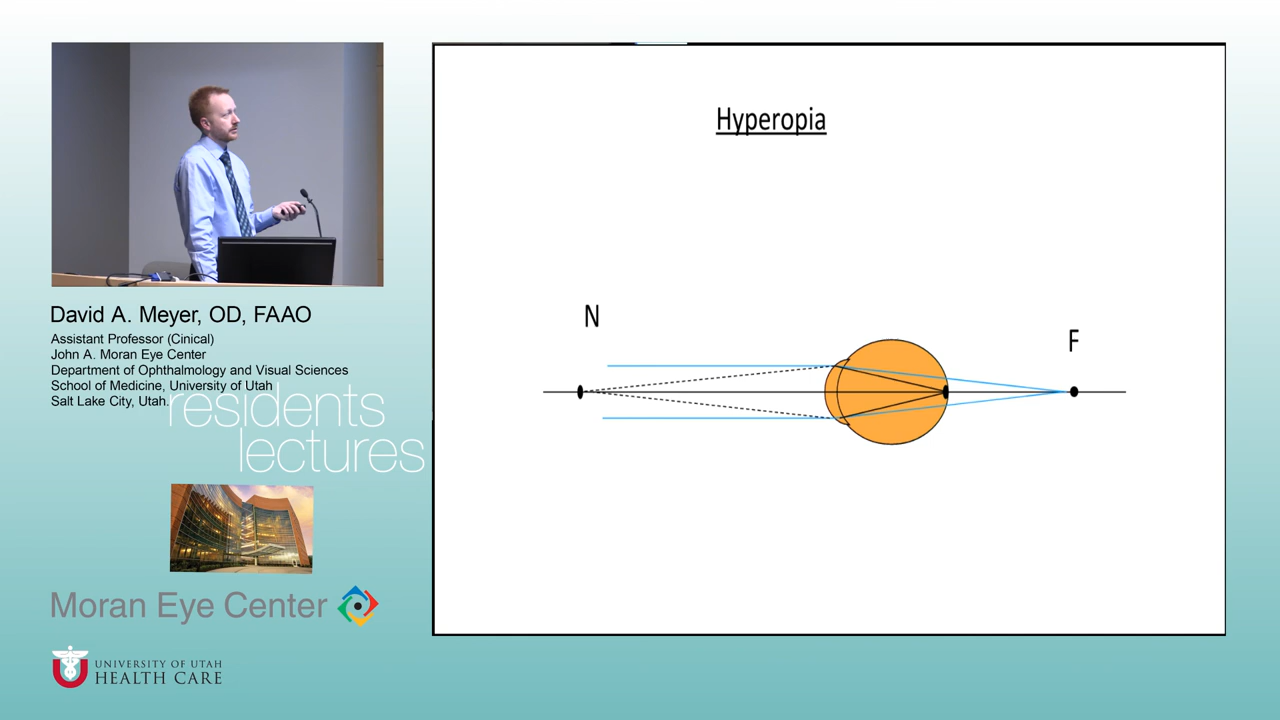 David A. Meyer, OD, FAAO
Assistant Professor (Cinical)
John A. Moran Eye Center
Department of Ophthalmology and Visual Sciences
School of Medicine, University of Utah
Salt Lake City, Utah.
residents
lectures
Moran Eye Center
UNIVERSITY OF UTAH
HEALTH CARE
Hyperopia
N
F